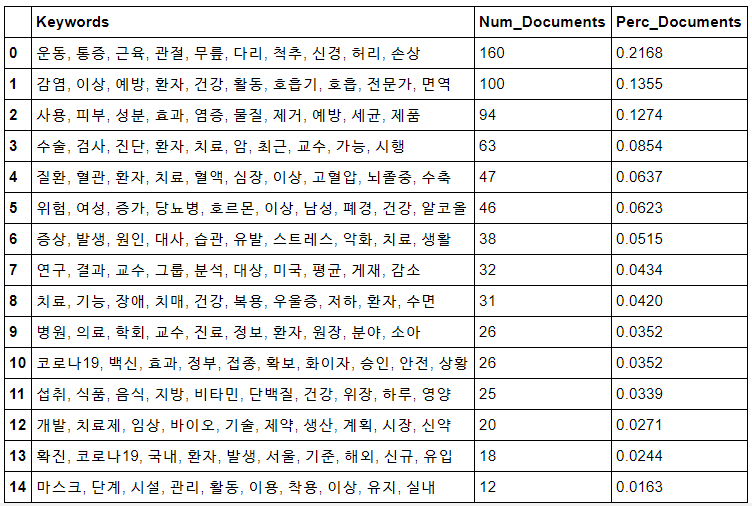 Keywords Num_Documents Perc_Documents
0 운동, 통증, 근육, 관절, 무릎, 다리, 척추, 신경, 허리, 손상 160 0.2168
1 감염, 이상, 예방, 환자, 건강, 활동, 호흡기, 호흡, 전문가, 면역 100 0.1355
2 사용, 피부, 성분, 효과, 염증, 물질, 제거, 예방, 세균, 제품 94 0.1274
3 수술, 검사, 진단, 환자, 치료, 암, 최근, 교수, 가능, 시행 63 0.0854
4 질환, 혈관, 환자, 치료, 혈액, 심장, 이상, 고혈압, 뇌졸중, 수축 47 0.0637
5 위험, 여성, 증가, 당뇨병, 호르몬, 이상, 남성, 폐경, 건강, 알코올 46 0.0623
6 증상, 발생, 원인, 대사, 습관, 유발, 스트레스, 악화, 치료, 생활 38 0.0515
7 연구, 결과, 교수, 그룹, 분석, 대상, 미국, 평균, 게재, 감소 32 0.0434
8 치료, 기능, 장애, 치매, 건강, 복용, 우울증, 저하, 환자, 수면 31 0.0420
9 병원, 의료, 학회, 교수, 진료, 정보, 환자, 원장, 분야, 소아 26 0.0352
10 코로나19, 백신, 효과, 정부, 접종, 확보, 화이자, 승인, 안전, 상황 26 0.0352
11 섭취, 식품, 음식, 지방, 비타민, 단백질, 건강, 위장, 하루, 영양 25 0.0339
12 개발, 치료제, 임상, 바이오, 기술, 제약, 생산, 계획, 시장, 신약 20 0.0271
13 확진, 코로나19, 국내, 환자, 발생, 서울, 기준, 해외, 신규, 유입 18 0.0244
14 마스크, 단계, 시설, 관리, 활동, 이용, 착용, 이상, 유지, 실내 12 0.0163